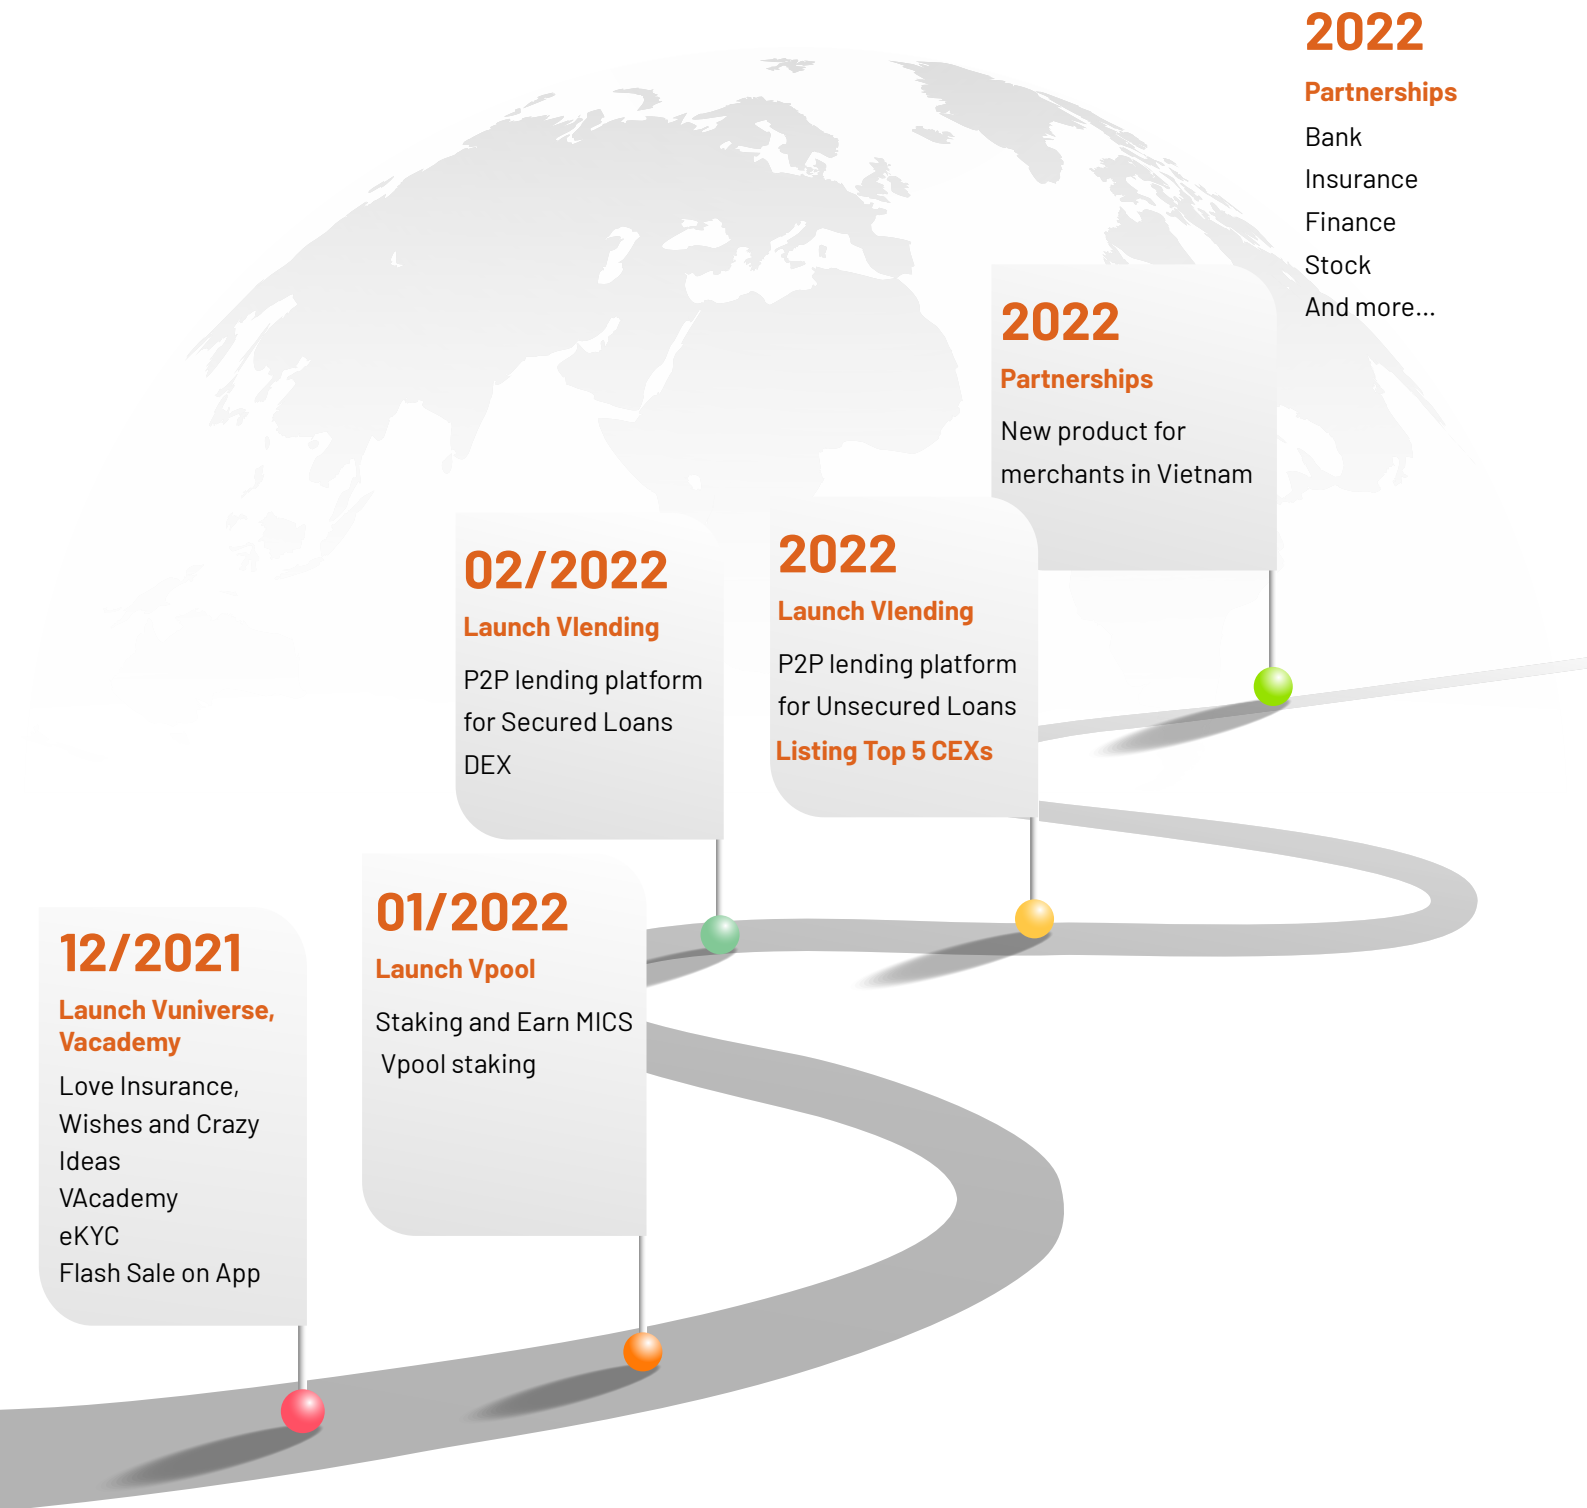 2022
Partnerships
Bank
Insurance
Finance
Stock
And more...
2022
Partnerships
New product for
merchants in Vietnam
02/2022
Launch Vlending
P2P lending platform
for Secured Loans
DEX
2022
Launch Vlending
P2P lending platform
for Unsecured Loans
Listing Top 5 CEXs
12/2021
Launch Vuniverse,
Vacademy
Love Insurance,
Wishes and Crazy
Ideas
VAcademy
eKYC
Flash Sale on App
01/2022
Launch Vpool
Staking and Earn MICS
Vpool staking